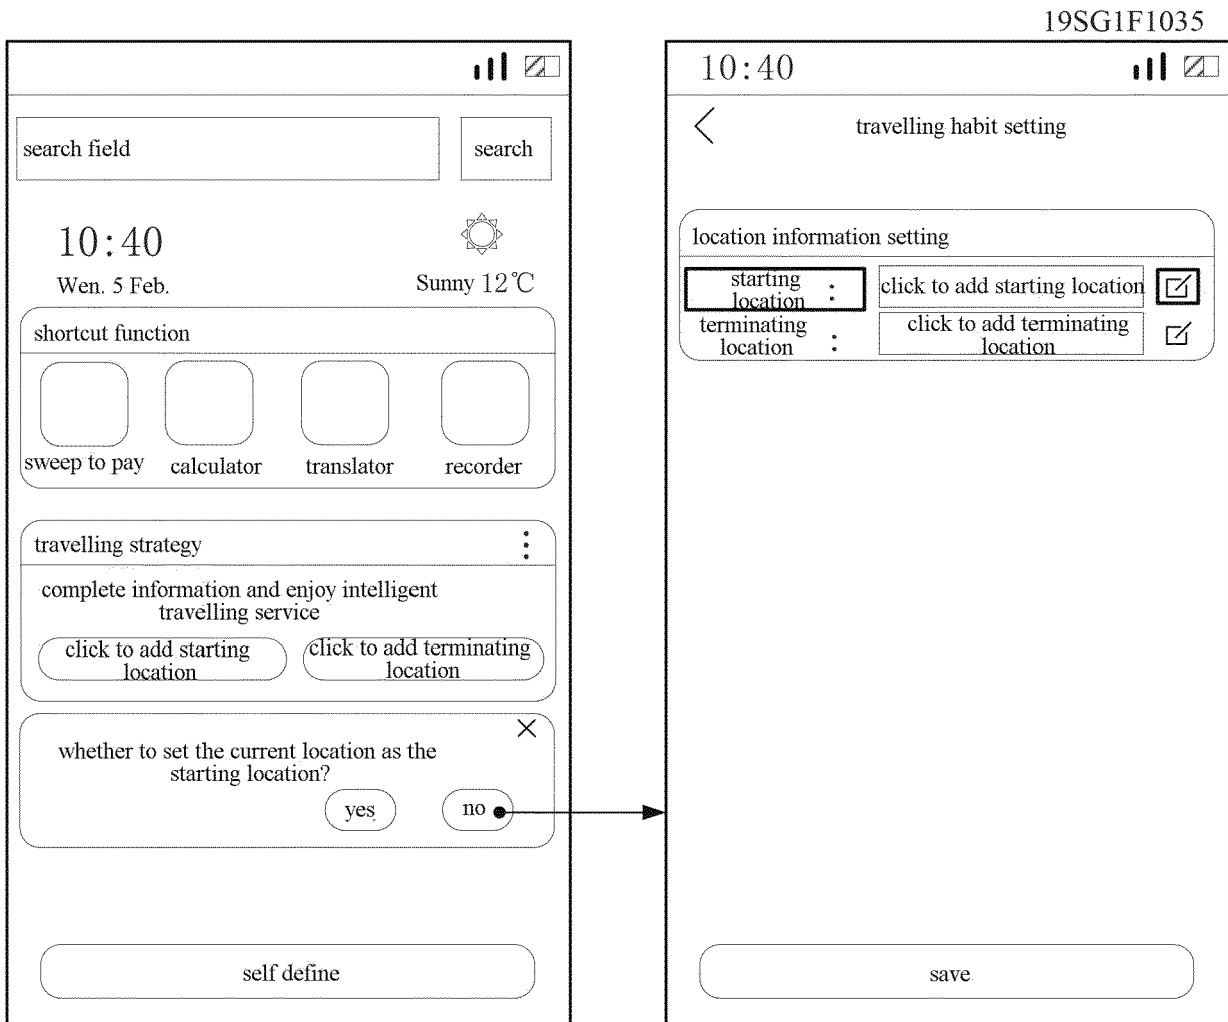 19SG1F1035
search field
search
10:40
Wen. 5 Feb.
Sunny 12℃
shortcut function
sweep to pay
calculator
translator
recorder
travelling strategy
complete information and enjoy intelligent
travelling service
click to add starting
location
click to add terminating
location
whether to set the current location as the
starting location?
yes
no
self define
10:40
travelling habit setting
location information setting
starting
location :
click to add starting location
terminating
location :
click to add terminating
location
save